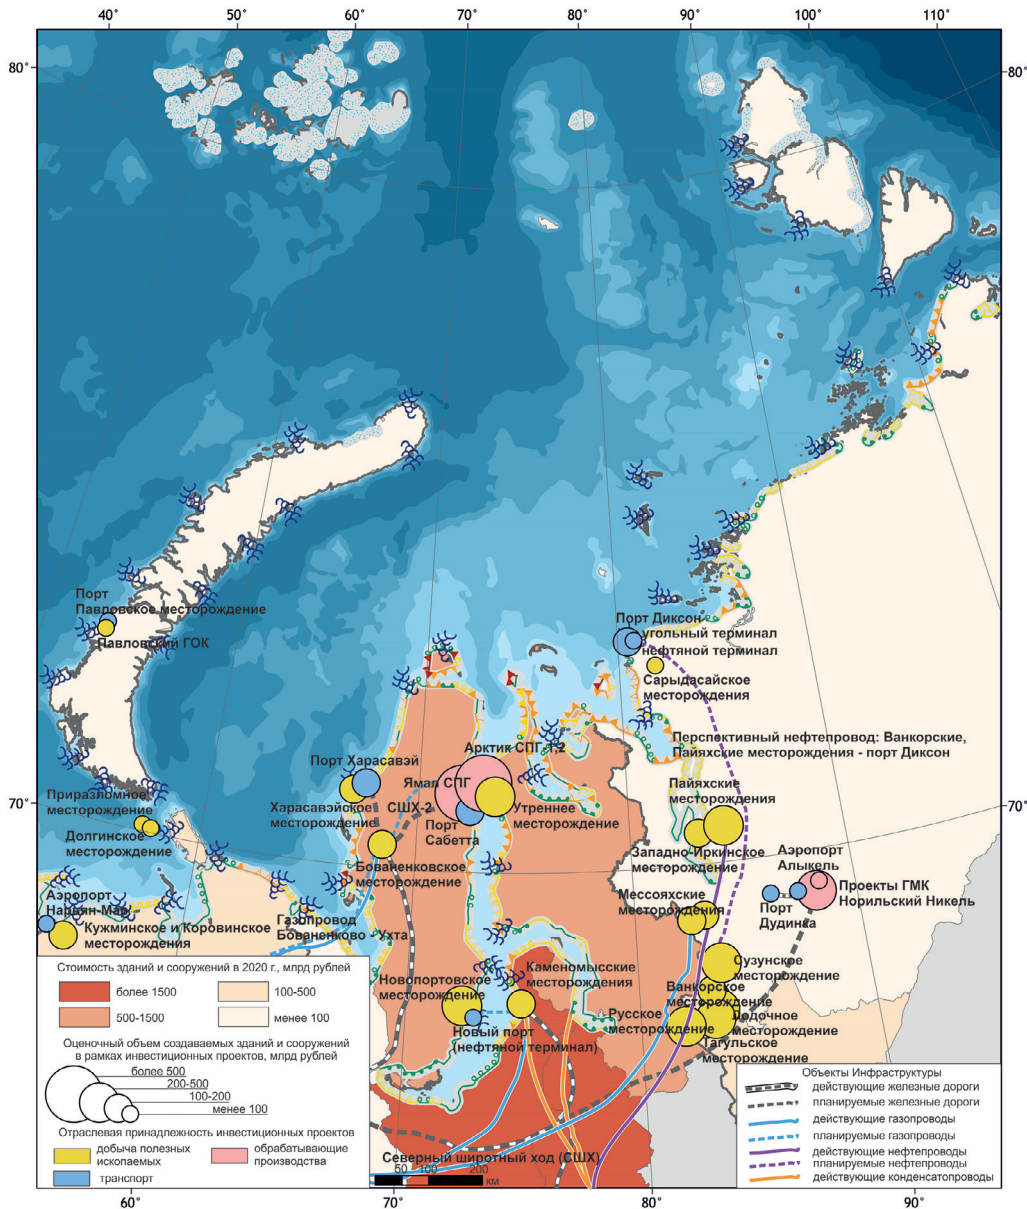 40°
50°
60°
70°
80°
90°
100°
110°
80°
80°
Порт
Павловское месторождение
Павловский ГОК
Порт Диксон
угольный терминал
нефтяной терминал
Сарыдасайское
месторождения
Перспективный нефтепровод: Ванкорские,
Пайяхские месторождения - порт Диксон
Арктик СПГ-1,2
Порт Харасавэй
Ямал СПГ
Пайяхские
месторождения
Приразломное
месторождение
70°
70°
Харасавэйское
месторождение
СШХ-2
Утреннее
месторождение
Порт
Сабетта
Долгинское
месторождение
Западно-Иркинское
месторождение
Аэропорт
Алыкель
Бованенковское
месторождение
Проекты ГМК
Норильский Никель
Аэропорт
Нарьян-Мар
Мессояхские
месторождения
Порт
Дудинка
Газопровод
Бованенково - Ухта
Кужминское и Коровинское
месторождения
Сузунское
месторождение
Каменомысские
месторождения
Новопортовское
месторождение
Ванкорское
месторождение
Русское
месторождение
Лодочное
месторождение
Новый порт
(нефтяной терминал)
Тагульское
месторождение
Северный широтный ход (СШХ)
50 100 200
км
Стоимость зданий и сооружений в 2020 г., млрд рублей
более 1500
100-500
500-1500
менее 100
Оценочный объем создаваемых зданий и сооружений
в рамках инвестиционных проектов, млрд рублей
более 500
200-500
100-200
менее 100
Отраслевая принадлежность инвестиционных проектов
добыча полезных
ископаемых
обрабатывающие
производства
транспорт
Объекты Инфраструктуры
действующие железные дороги
планируемые железные дороги
действующие газопроводы
планируемые газопроводы
действующие нефтепроводы
планируемые нефтепроводы
действующие конденсатопроводы
60°
70°
80°
90°